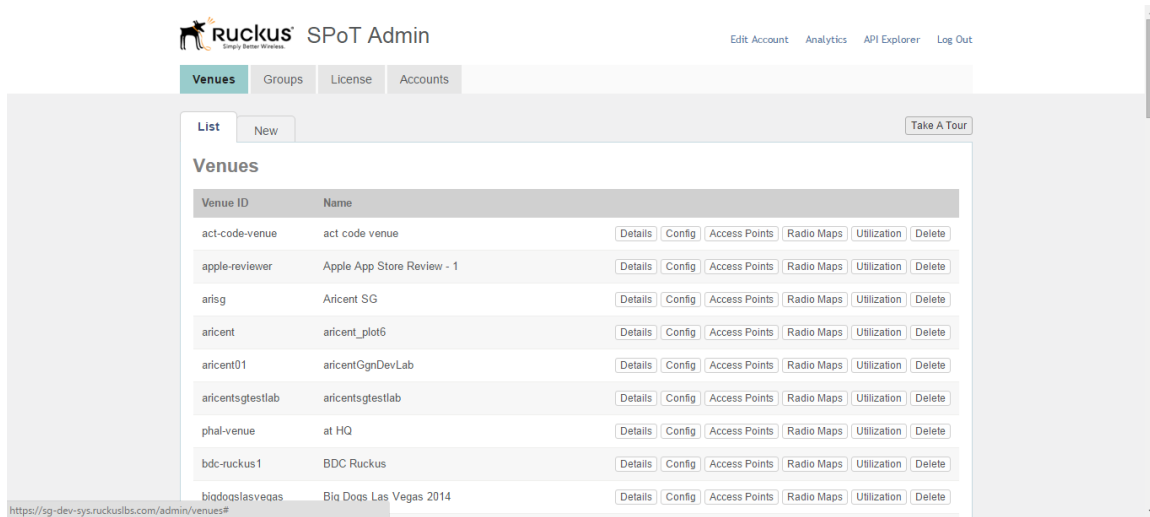 Ruckus SPoT Admin
Simply Better Wireless.
Edit Account Analytics API Explorer Log Out
Venues Groups License Accounts
List New Take A Tour
Venues
Venue ID Name
act-code-venue act code venue Details Config Access Points Radio Maps Utilization Delete
apple-reviewer Apple App Store Review - 1 Details Config Access Points Radio Maps Utilization Delete
arisg Aricent SG Details Config Access Points Radio Maps Utilization Delete
aricent aricent_plot6 Details Config Access Points Radio Maps Utilization Delete
aricent01 aricentGgnDevLab Details Config Access Points Radio Maps Utilization Delete
aricentsgtestlab aricentsgtestlab Details Config Access Points Radio Maps Utilization Delete
phal-venue at HQ Details Config Access Points Radio Maps Utilization Delete
bdc-ruckus1 BDC Ruckus Details Config Access Points Radio Maps Utilization Delete
bigdogslasvegas Big Dogs Las Vegas 2014 Details Config Access Points Radio Maps Utilization Delete
https://sg-dev-sys.ruckuslbs.com/admin/venues#